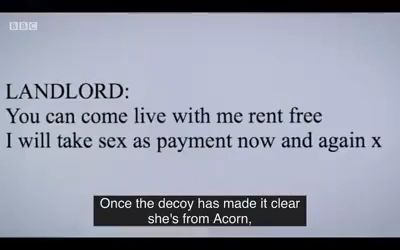 BBC
LANDLORD:
You can come live with me rent free
I will take sex as payment now and again x
Once the decoy has made it clear
she's from Acorn,